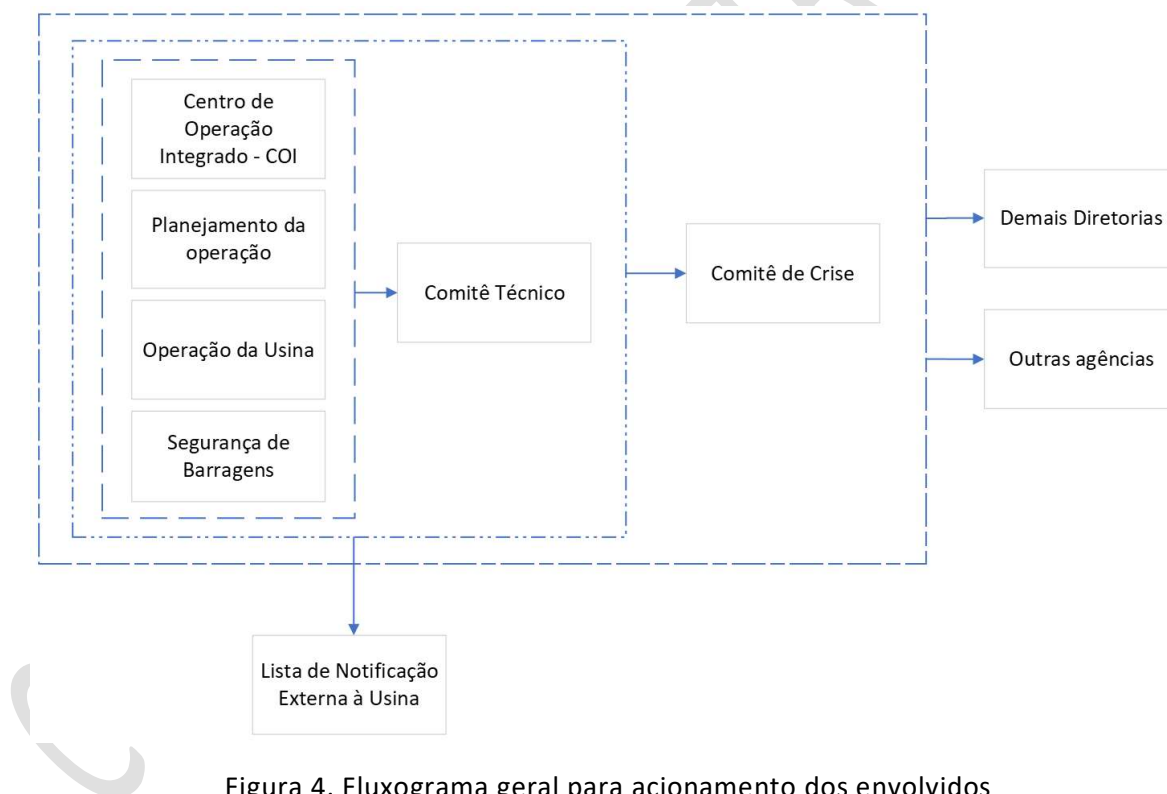 Centro de
Operação
Integrado - COI
Planejamento da
operação
Operação da Usina
Segurança de
Barragens
Comitê Técnico
Comitê de Crise
Demais Diretorias
Outras agências
Lista de Notificação
Externa à Usina
Figura 4. Fluxograma geral para acionamento dos envolvidos